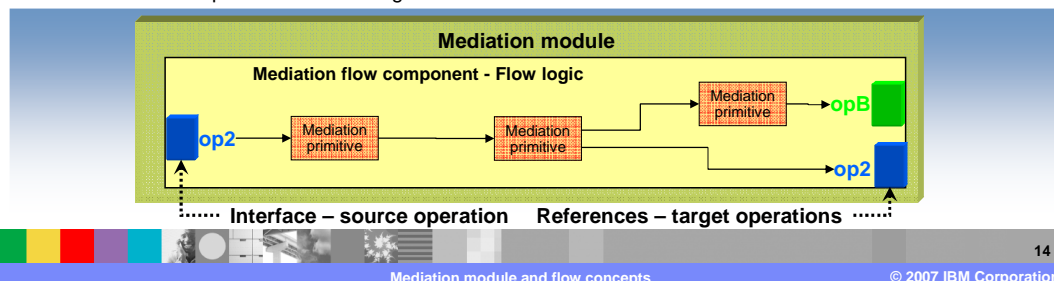 Mediation module
Mediation flow component - Flow logic
Mediation
primitive
opB
op2
Mediation
primitive
Mediation
primitive
op2
Interface – source operation References – target operations
14
Mediation module and flow concepts
© 2007 IBM Corporation